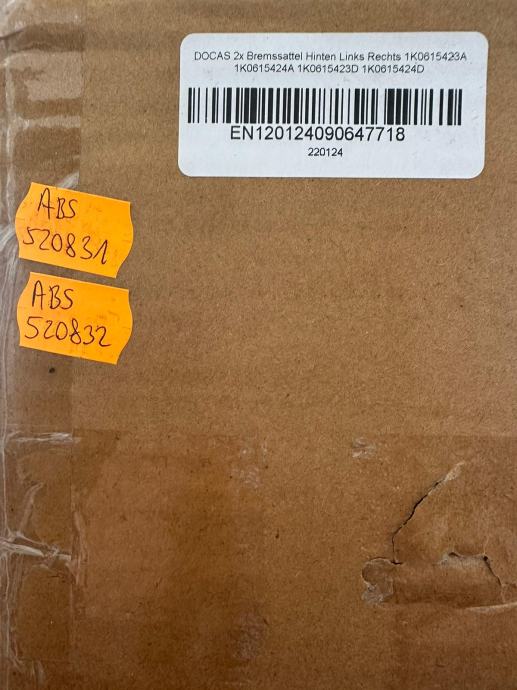 DOCAS 2x Bremssattel Hinten Links Rechts 1K0615423A
1K0615424A 1K0615423D 1K0615424D
EN120124090647718
220124
ABS
520831
ABS
520832